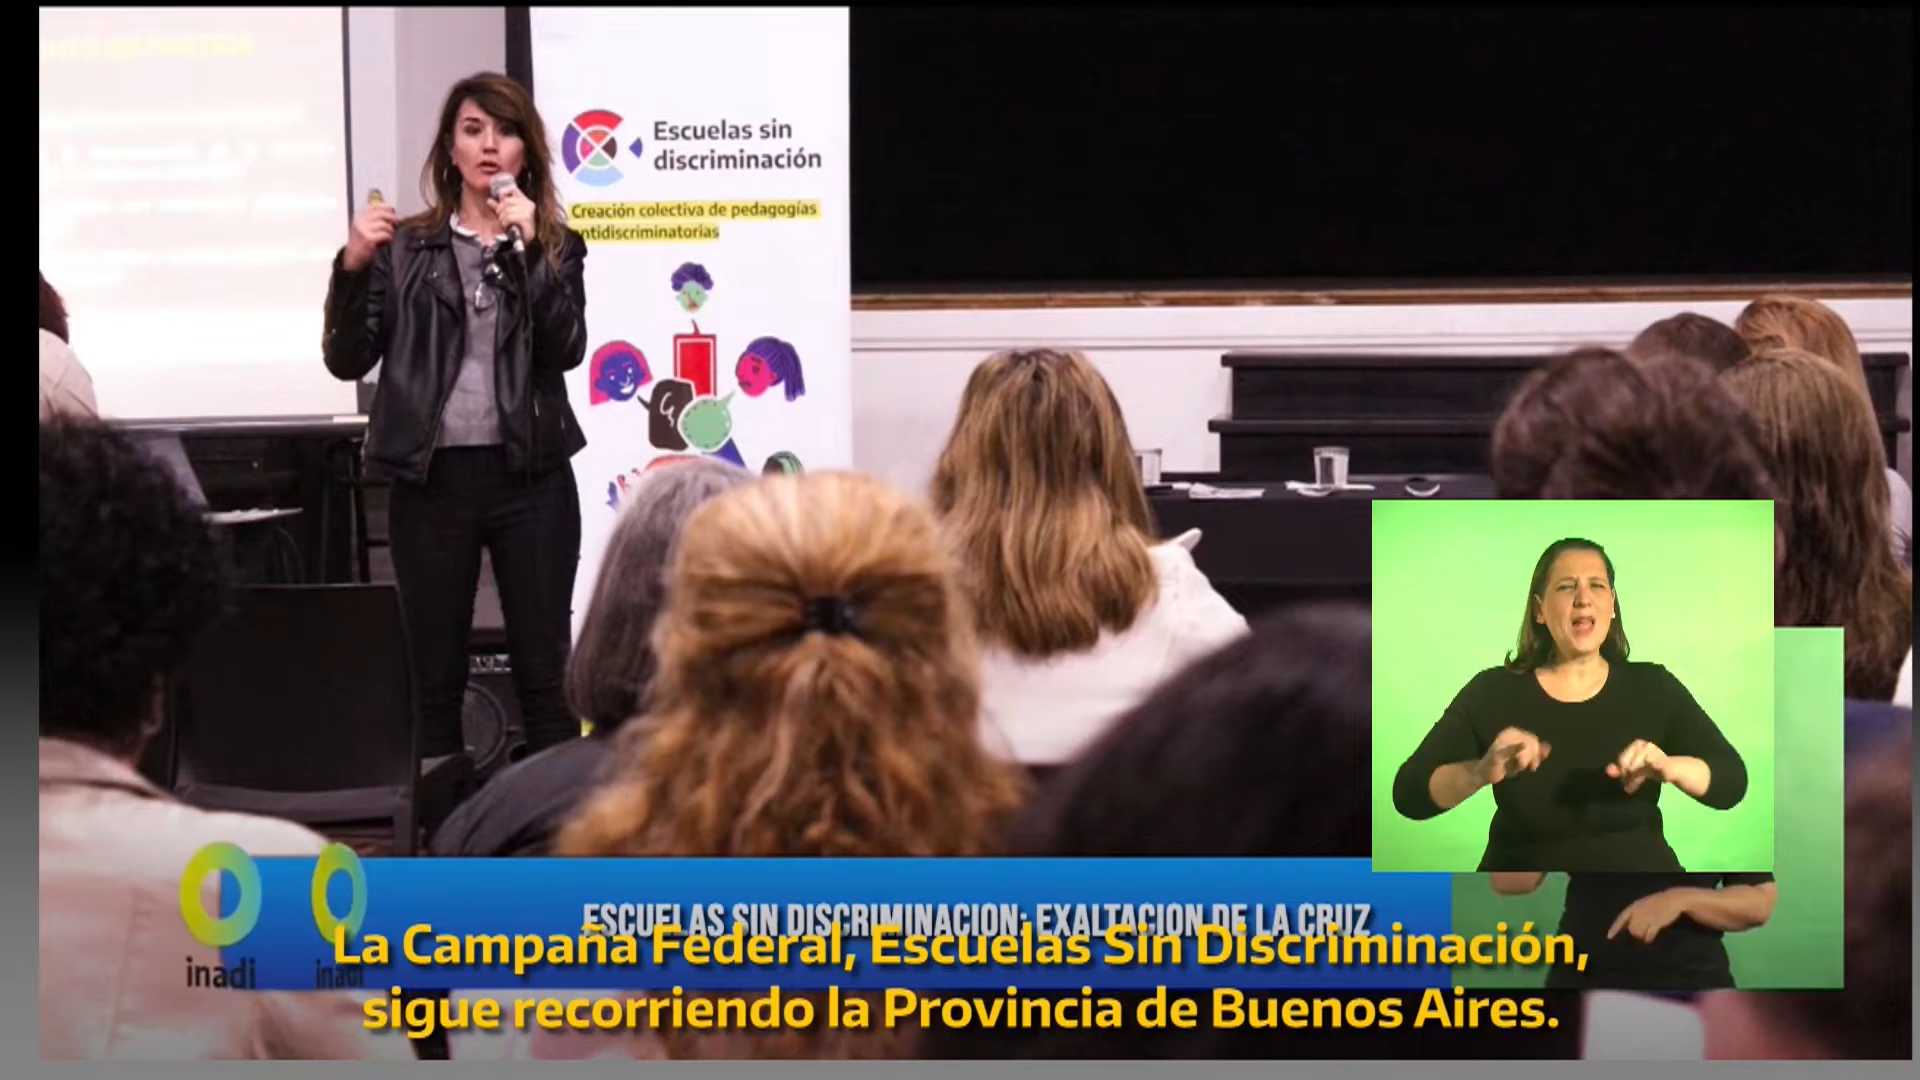 Escuelas sin
discriminación
Creación colectiva de pedagogías
antidiscriminatorias
ESCUELAS SIN DISCRIMINACION: EXALTACION DE LA CRUZ
inadi
inadi
La Campaña Federal, Escuelas Sin Discriminación,
sigue recorriendo la Provincia de Buenos Aires.